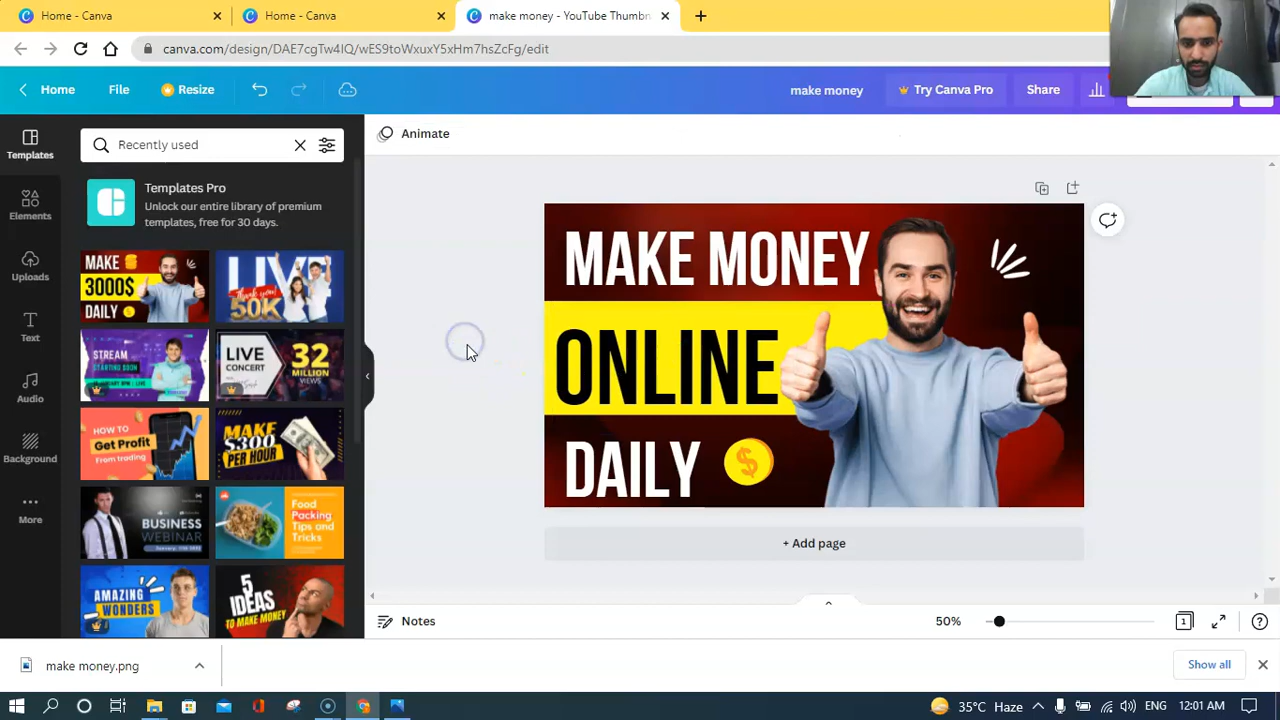 Home - Canva
Home - Canva
make money - YouTube Thumbn
canva.com/design/DAE7cgTw4IQ/wES9toWxuxY5xHm7hsZcFg/edit
Home
File
Resize
make money
Try Canva Pro
Share
Templates
Elements
Uploads
Text
Audio
Background
More
Recently used
Templates Pro
Unlock our entire library of premium
templates, free for 30 days.
MAKE
3000$
DAILY
LIVE
Thank you!
50K
STREAM
STARTING SOON
LIVE
CONCERT
32
MILLION
VIEWS
HOW TO
Get Profit
From trading
MAKE
$300
PER HOUR
BUSINESS
WEBINAR
Food
Packing
Tips and
Tricks
AMAZING
WONDERS
5
IDEAS
TO MAKE MONEY
Animate
MAKE MONEY
ONLINE
DAILY
$
+ Add page
Notes
50%
1
make money.png
Show all
35°C Haze
ENG
12:01 AM